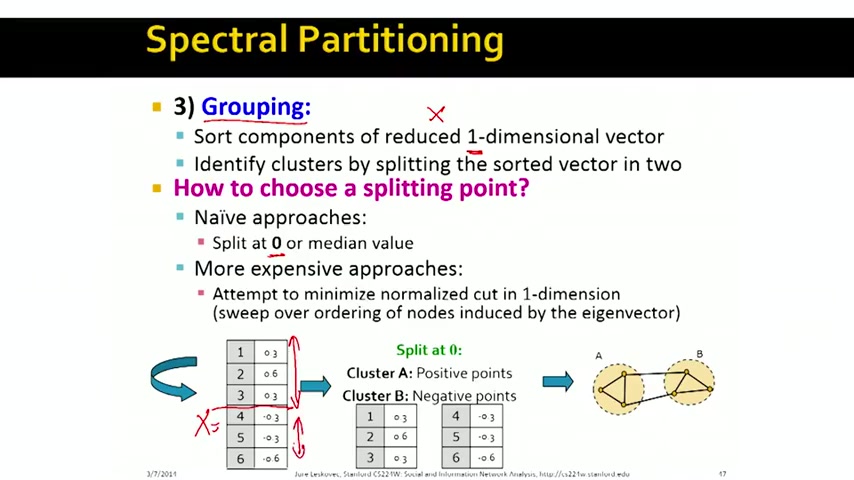 Spectral Partitioning
3) Grouping:
X
Sort components of reduced 1-dimensional vector
Identify clusters by splitting the sorted vector in two
How to choose a splitting point?
Naïve approaches:
Split at 0 or median value
More expensive approaches:
Attempt to minimize normalized cut in 1-dimension
(sweep over ordering of nodes induced by the eigenvector)
1 0 3
2 0 6
3 0 3
4 -0 3
5 -0 3
6 -0 6
X=
Split at 0:
Cluster A: Positive points
Cluster B: Negative points
1 0 3 4 -0 3
2 0 6 5 -0 3
3 0 3 6 -0 6
A B
3/7/2014 Jure Leskovec, Stanford CS224W: Social and Information Network Analysis, http://cs224w.stanford.edu 47